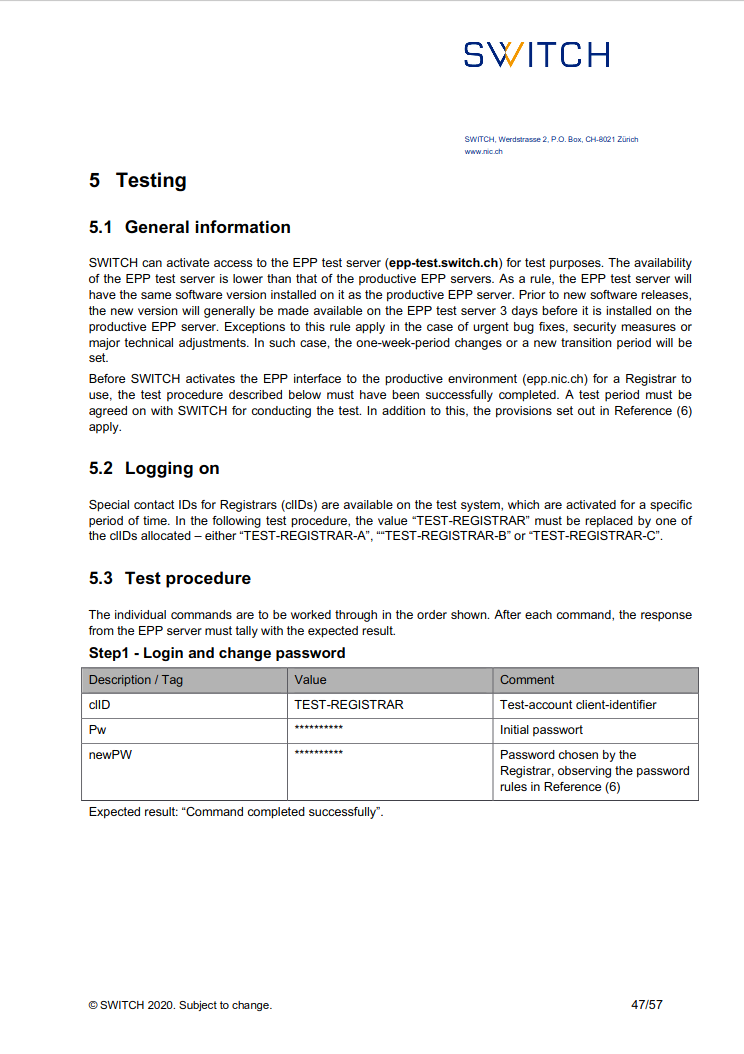 SWITCH
SWITCH, Werdstrasse 2, P.O. Box, CH-8021 Zürich
www.nic.ch
5 Testing
5.1 General information
SWITCH can activate access to the EPP test server (epp-test.switch.ch) for test purposes. The availability
of the EPP test server is lower than that of the productive EPP servers. As a rule, the EPP test server will
have the same software version installed on it as the productive EPP server. Prior to new software releases,
the new version will generally be made available on the EPP test server 3 days before it is installed on the
productive EPP server. Exceptions to this rule apply in the case of urgent bug fixes, security measures or
major technical adjustments. In such case, the one-week-period changes or a new transition period will be
set.
Before SWITCH activates the EPP interface to the productive environment (epp.nic.ch) for a Registrar to
use, the test procedure described below must have been successfully completed. A test period must be
agreed on with SWITCH for conducting the test. In addition to this, the provisions set out in Reference (6)
apply.
5.2 Logging on
Special contact IDs for Registrars (clIDs) are available on the test system, which are activated for a specific
period of time. In the following test procedure, the value “TEST-REGISTRAR” must be replaced by one of
the clIDs allocated – either “TEST-REGISTRAR-A”, ““TEST-REGISTRAR-B” or “TEST-REGISTRAR-C”.
5.3 Test procedure
The individual commands are to be worked through in the order shown. After each command, the response
from the EPP server must tally with the expected result.
Step1 - Login and change password
Description / Tag Value Comment
clID TEST-REGISTRAR Test-account client-identifier
Pw ********** Initial passwort
newPW ********** Password chosen by the
Registrar, observing the password
rules in Reference (6)
Expected result: “Command completed successfully”.
© SWITCH 2020. Subject to change. 47/57